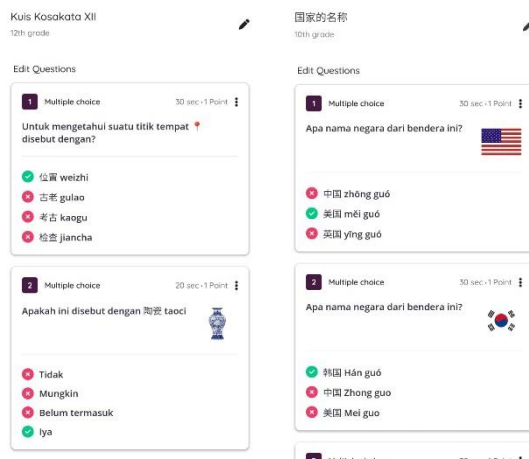 Kuis Kosakata XII
12th grade
Edit Questions
1 Multiple choice 30 sec·1 Point
Untuk mengetahui suatu titik tempat 📍
disebut dengan?
位置 weizhi
古老 gulao
考古 kaogu
检查 jiancha
2 Multiple choice 20 sec·1 Point
Apakah ini disebut dengan 陶瓷 taoci
Tidak
Mungkin
Belum termasuk
Iya
国家的名称
10th grade
Edit Questions
1 Multiple choice 30 sec·1 Point
Apa nama negara dari bendera ini?
中国 zhōng guó
美国 měi guó
英国 yīng guó
2 Multiple choice 30 sec·1 Point
Apa nama negara dari bendera ini?
韩国 Hán guó
中国 Zhong guo
美国 Mei guo